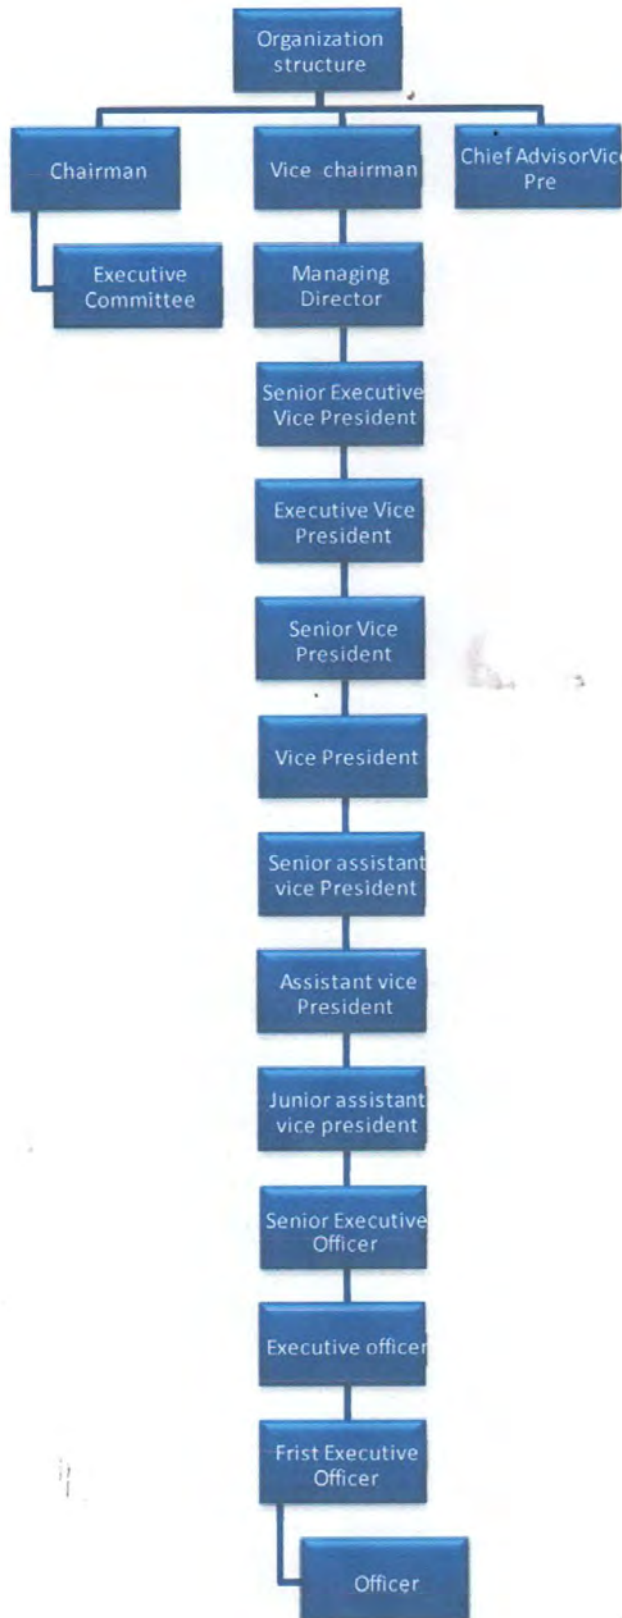 Organization
structure
Chairman
Vice chairman
Chief AdvisorVice
Pre
Executive
Committee
Managing
Director
Senior Executive
Vice President
Executive Vice
President
Senior Vice
President
Vice President
Senior assistant
vice President
Assistant vice
President
Junior assistant
vice president
Senior Executive
Officer
Executive officer
Frist Executive
Officer
Officer